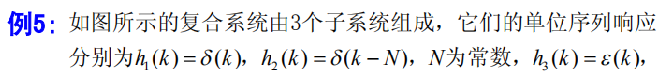 例5：如图所示的复合系统由3个子系统组成，它们的单位序列响应
分别为h₁(k)=δ(k)，h₂(k)=δ(k−N)，N为常数，h₃(k)=ε(k)，